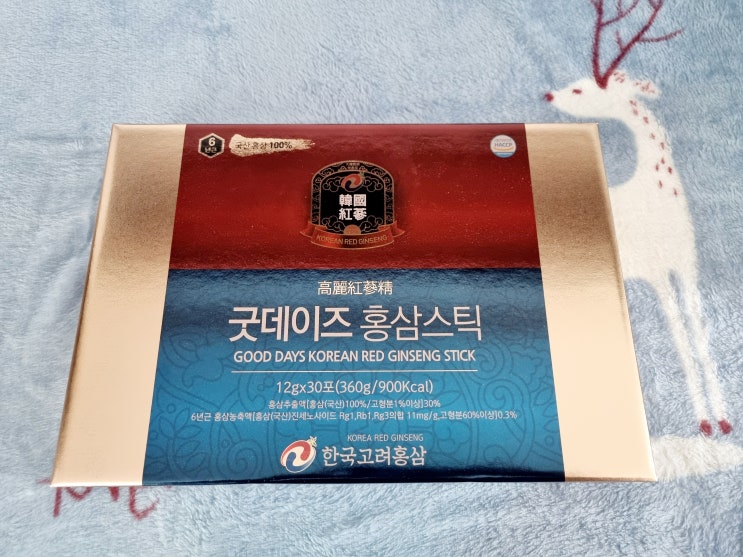 6
년근
국산 홍삼 100%
HACCP
韓國
紅蔘
KOREAN RED GINSENG
高麗紅蔘精
굿데이즈 홍삼스틱
GOOD DAYS KOREAN RED GINSENG STICK
12gx30포(360g/900Kcal)
홍삼추출액[홍삼(국산)100%/고형분1%이상]30%
6년근 홍삼농축액[홍삼(국산)진세노사이드 Rg1,Rb1,Rg3의합 11mg/g,고형분60%이상]0.3%
KOREA RED GINSENG
한국고려홍삼